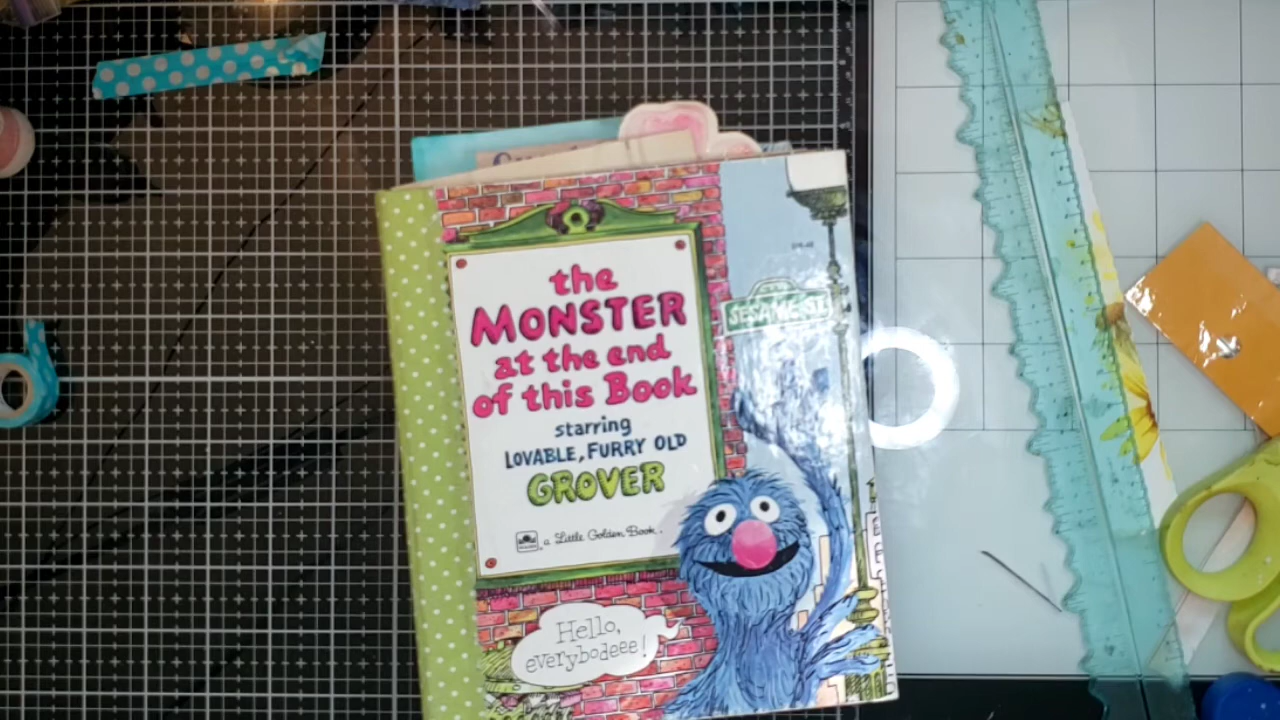 the
MONSTER
at the end
of this Book
starring
LOVABLE, FURRY OLD
GROVER
a Little Golden Book.
SESAME ST.
Hello,
everybodeee!